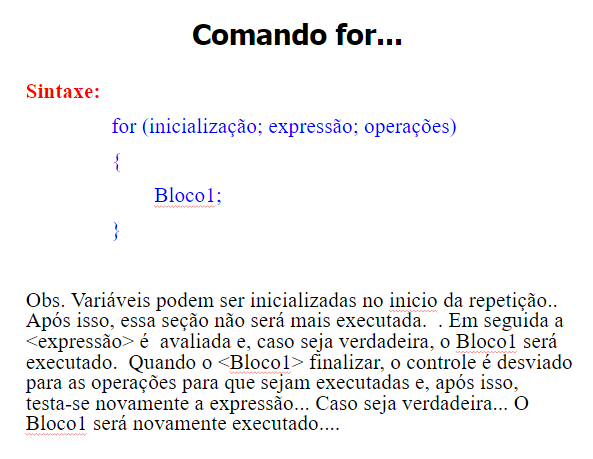 Comando for...
Sintaxe:
for (inicialização; expressão; operações)
{
Bloco1;
}
Obs. Variáveis podem ser inicializadas no inicio da repetição..
Após isso, essa seção não será mais executada.  . Em seguida a
<expressão> é  avaliada e, caso seja verdadeira, o Bloco1 será
executado.  Quando o <Bloco1> finalizar, o controle é desviado
para as operações para que sejam executadas e, após isso,
testa-se novamente a expressão... Caso seja verdadeira... O
Bloco1 será novamente executado....